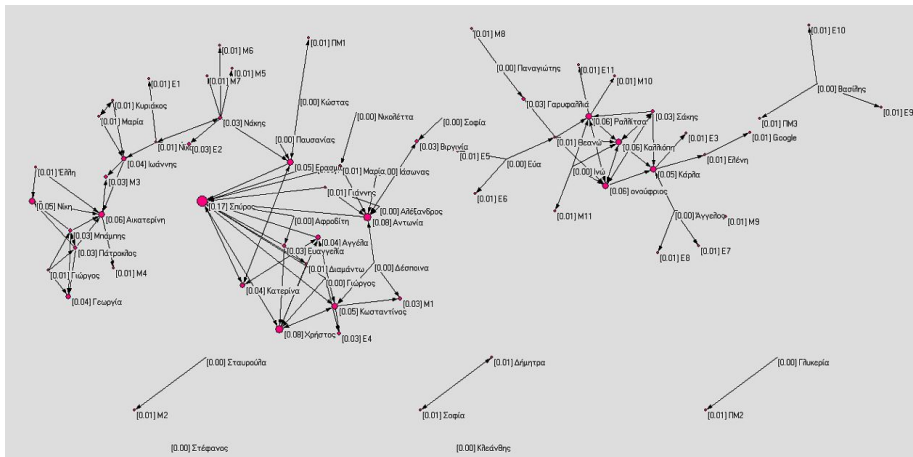 [0.01] M8
[0.01] E10
[0.01] ΠΜ1
[0.01] M6
[0.00] Παναγιώτης
[0.01] E11
[0.01] M5
[0.01] M7
[0.01] M10
[0.01] E1
[0.00] Βασίλης
[0.01] Κυριάκος
[0.00] Κώστας
[0.03] Γαρυφαλλιά
[0.01] E9
[0.01] Μαρία
[0.03] Νάκης
[0.00] Νικολέττα
[0.00] Σοφία
[0.06] Ραλλίτσα
[0.03] Σάκης
[0.01] ΠΜ3
[0.01] Google
[0.00] Παυσανίας
[0.03] Βιργινία
[0.01] Θεανώ
[0.01] E3
[0.03] E2
[0.06] Καλλιόπη
[0.04] Ιωάννης
[0.01] E5
[0.00] Εύα
[0.01] Ελένη
[0.01] Έλλη
[0.01] Μαρία
[0.00] Ιάσωνας
[0.00] Ινώ
[0.05] Κάρλα
[0.03] M3
[0.01] Γιάννης
[0.06] ονούφριος
[0.01] E6
[0.05] Νίκη
[0.17] Σπύρος
[0.00] Αλέξανδρος
[0.01] M11
[0.00] Άγγελος
[0.01] M9
[0.06] Αικατερίνη
[0.00] Αφροδίτη
[0.08] Αντωνία
[0.03] Μπάμπης
[0.04] Αγγέλα
[0.03] Πάτροκλος
[0.03] Ευαγγελία
[0.01] E7
[0.01] E8
[0.00] Δέσποινα
[0.01] Γιώργος
[0.01] M4
[0.01] Διαμάντω
[0.00] Γιώργος
[0.04] Κατερίνα
[0.04] Γεωργία
[0.03] M1
[0.05] Κωσταντίνος
[0.08] Χρήστος
[0.03] E4
[0.00] Σταυρούλα
[0.01] Δήμητρα
[0.00] Γλυκερία
[0.01] M2
[0.01] Σοφία
[0.01] ΠΜ2
[0.00] Στέφανος
[0.00] Κλεάνθης